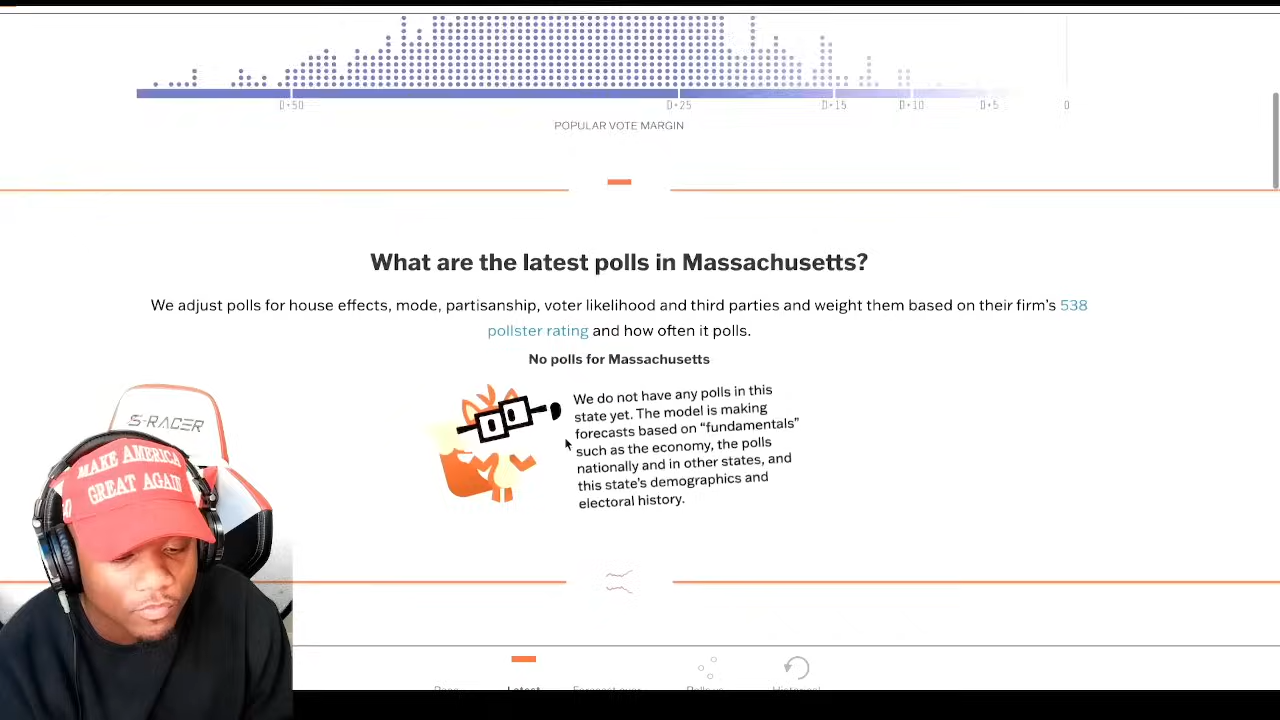 D+50
D+25
D+15
D+10
D+5
0
POPULAR VOTE MARGIN
What are the latest polls in Massachusetts?
We adjust polls for house effects, mode, partisanship, voter likelihood and third parties and weight them based on their firm's 538
pollster rating and how often it polls.
No polls for Massachusetts
We do not have any polls in this
state yet. The model is making
forecasts based on “fundamentals”
such as the economy, the polls
nationally and in other states, and
this state's demographics and
electoral history.
S-RACER
MAKE AMERICA
GREAT AGAIN
Latest
Forecast over
Historical